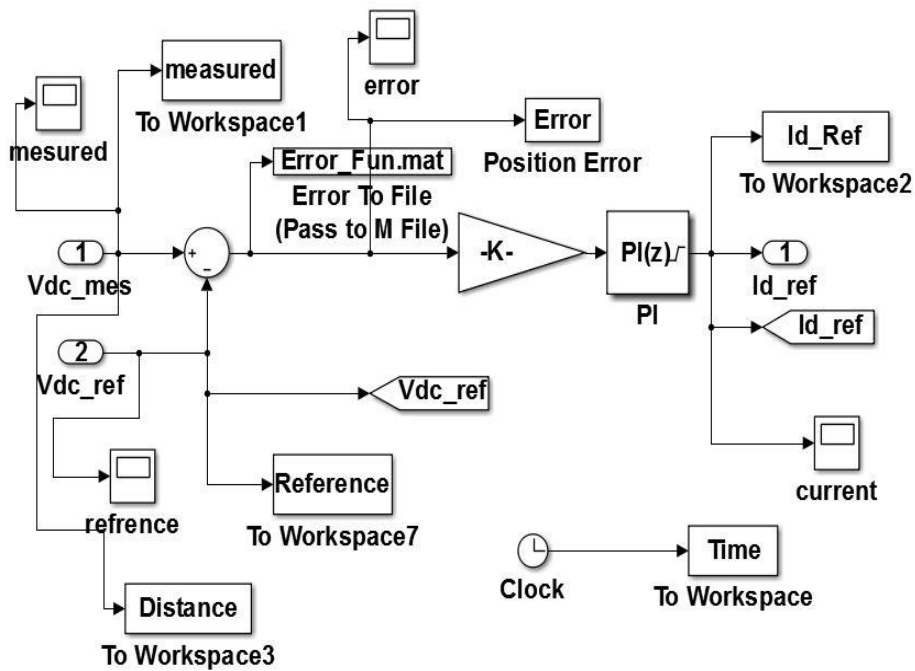 error
measured
To Workspace1
mesured
Error
Position Error
Id_Ref
To Workspace2
Error_Fun.mat
Error To File
(Pass to M File)
1
Vdc_mes
+
−
-K-
PI(z)
PI
1
Id_ref
Id_ref
2
Vdc_ref
Vdc_ref
current
refrence
Reference
To Workspace7
Clock
Time
To Workspace
Distance
To Workspace3